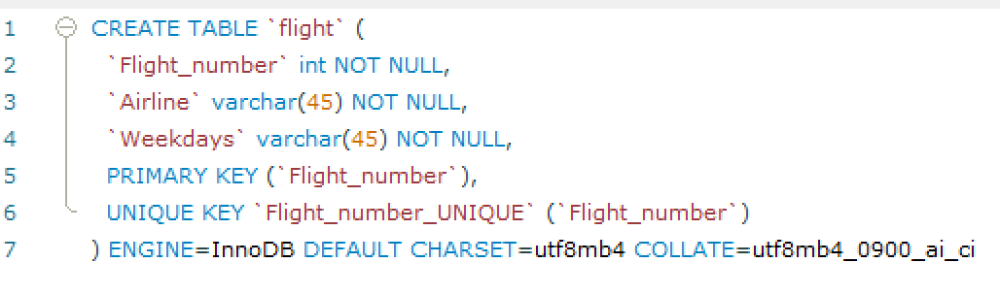 1 CREATE TABLE `flight` (
2 `Flight_number` int NOT NULL,
3 `Airline` varchar(45) NOT NULL,
4 `Weekdays` varchar(45) NOT NULL,
5 PRIMARY KEY (`Flight_number`),
6 UNIQUE KEY `Flight_number_UNIQUE` (`Flight_number`)
7 ) ENGINE=InnoDB DEFAULT CHARSET=utf8mb4 COLLATE=utf8mb4_0900_ai_ci